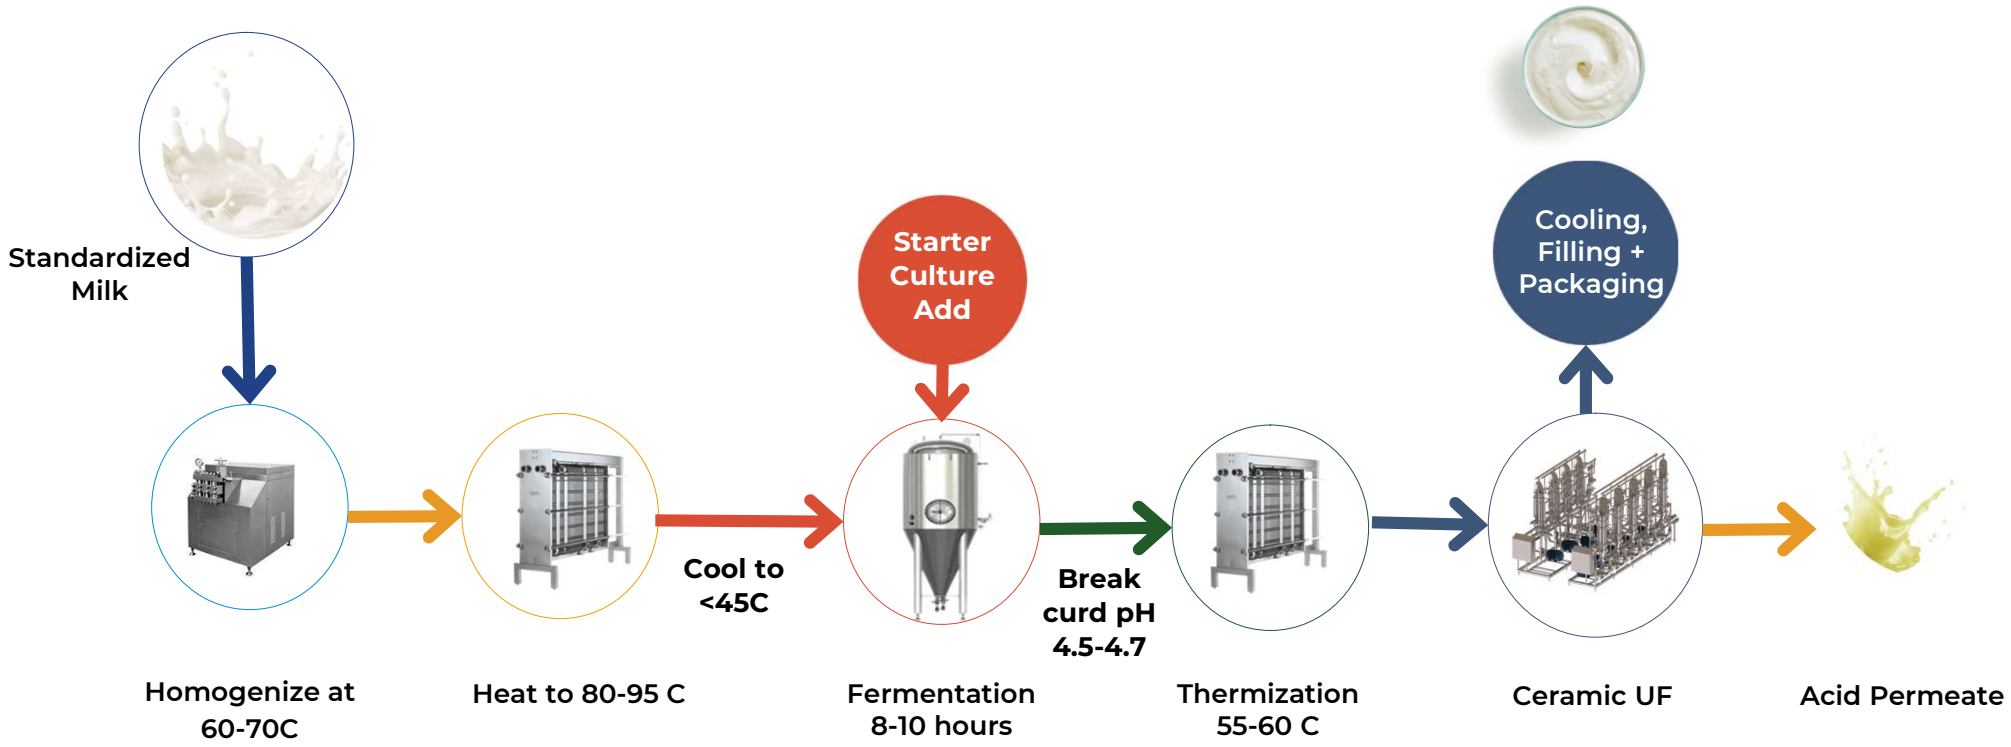 Standardized
Milk
Starter
Culture
Add
Cooling,
Filling +
Packaging
Cool to
<45C
Break
curd pH
4.5-4.7
Homogenize at
60-70C
Heat to 80-95 C
Fermentation
8-10 hours
Thermization
55-60 C
Ceramic UF
Acid Permeate